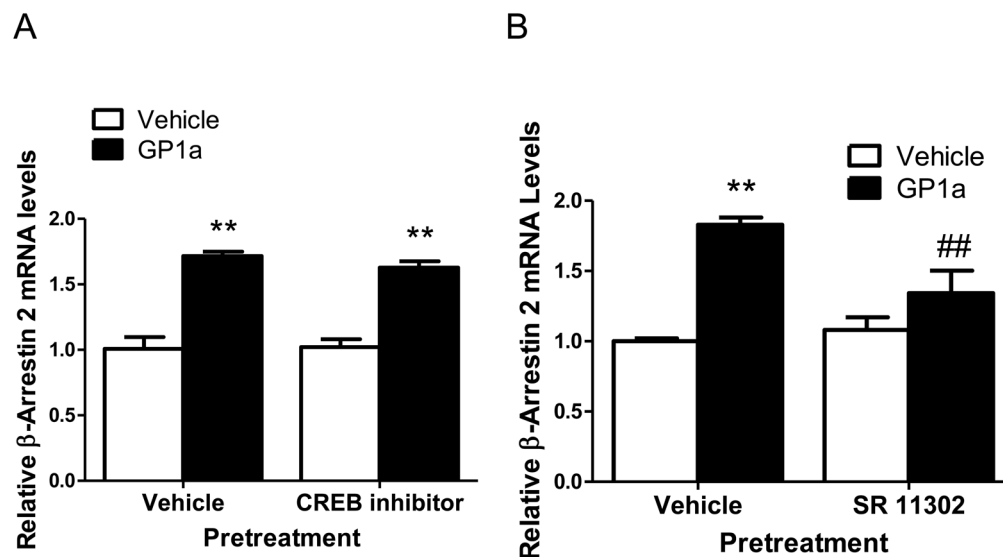 A
Vehicle
GP1a
Relative β-Arrestin 2 mRNA levels
2.0
1.5
1.0
0.5
0.0
**
**
Vehicle
CREB inhibitor
Pretreatment
B
Vehicle
GP1a
Relative β-Arrestin 2 mRNA Levels
2.0
1.5
1.0
0.5
0.0
**
##
Vehicle
SR 11302
Pretreatment